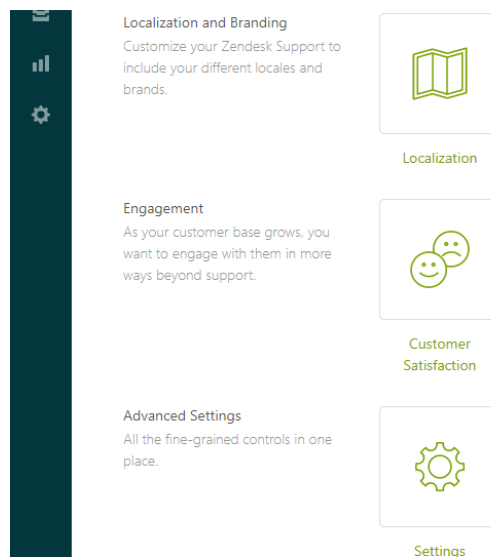 Localization and Branding
Customize your Zendesk Support to
include your different locales and
brands.
Localization
Engagement
As your customer base grows, you
want to engage with them in more
ways beyond support.
Customer
Satisfaction
Advanced Settings
All the fine-grained controls in one
place.
Settings